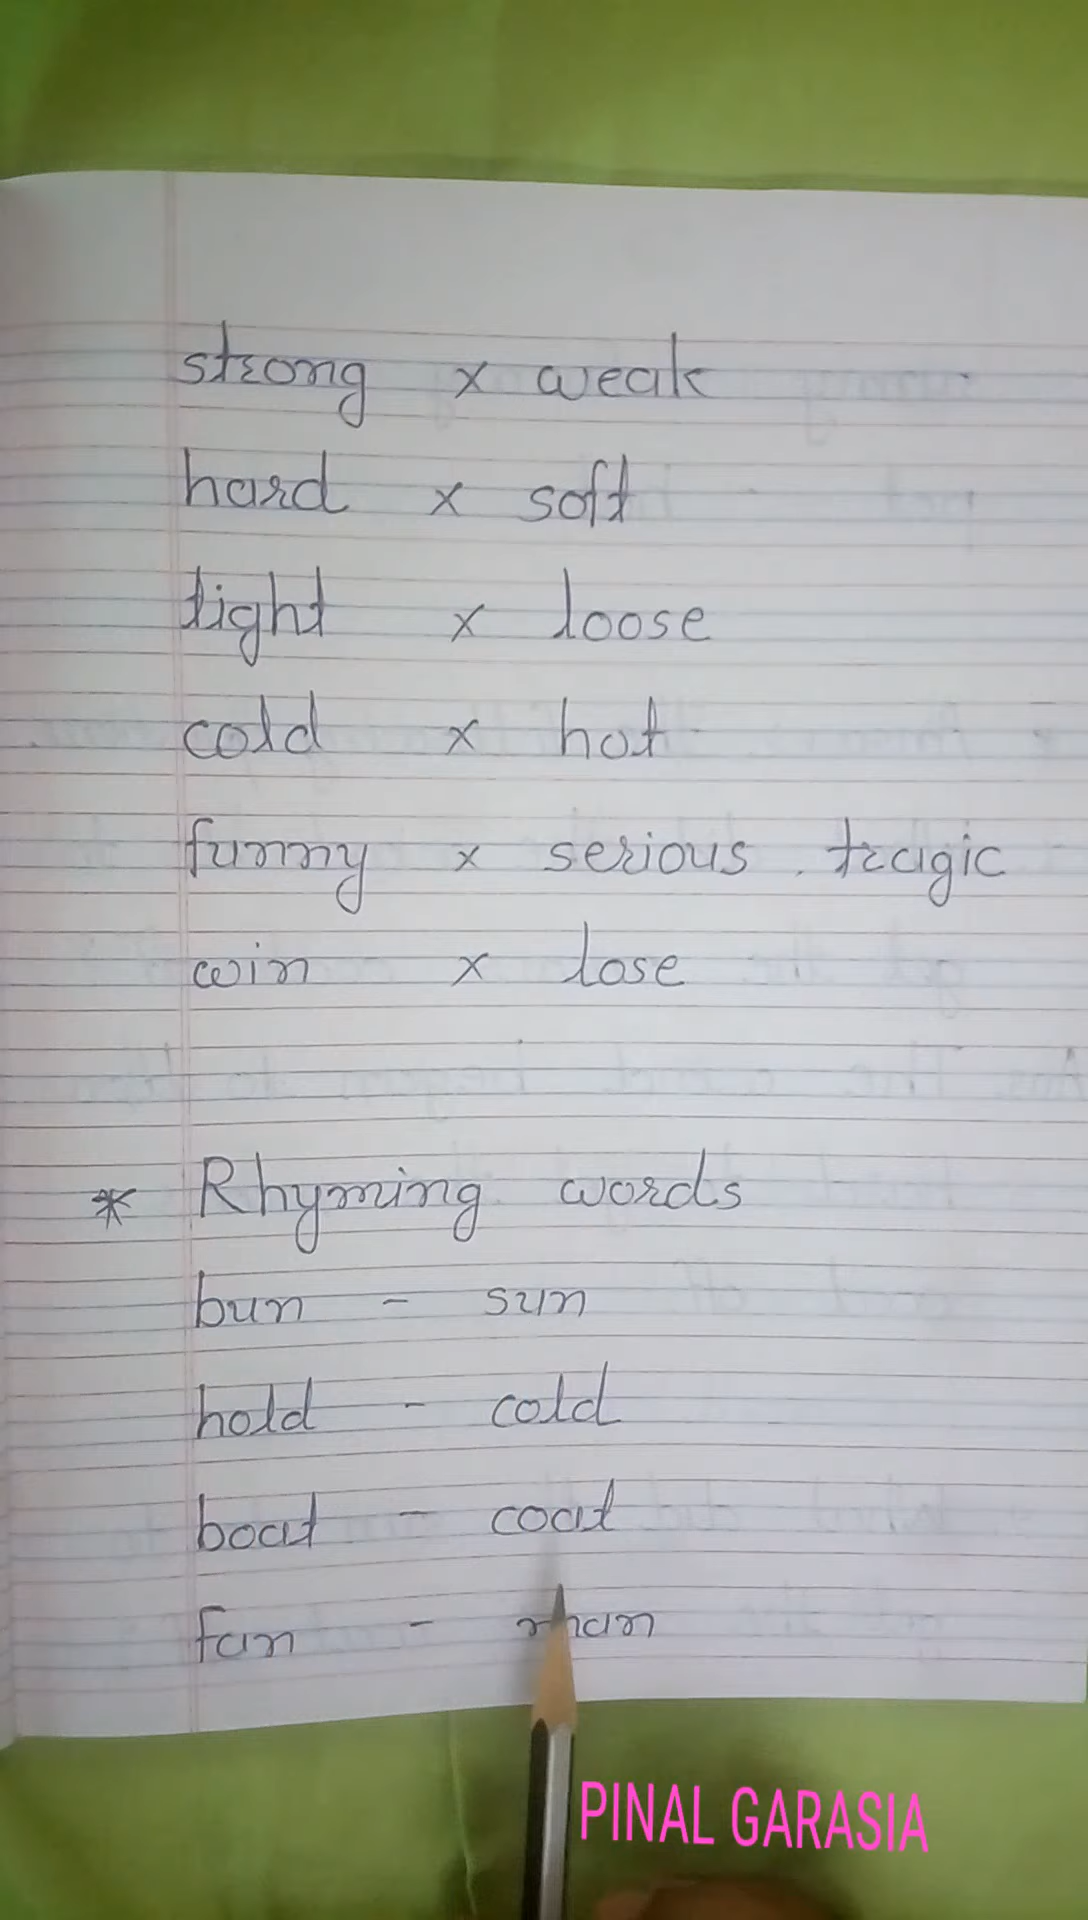 strong x weak
hard x soft
tight x loose
cold x hot
funny x serious . tragic
win x lose
* Rhyming words
bun - sun
hold - cold
boat - coat
fan - man
PINAL GARASIA